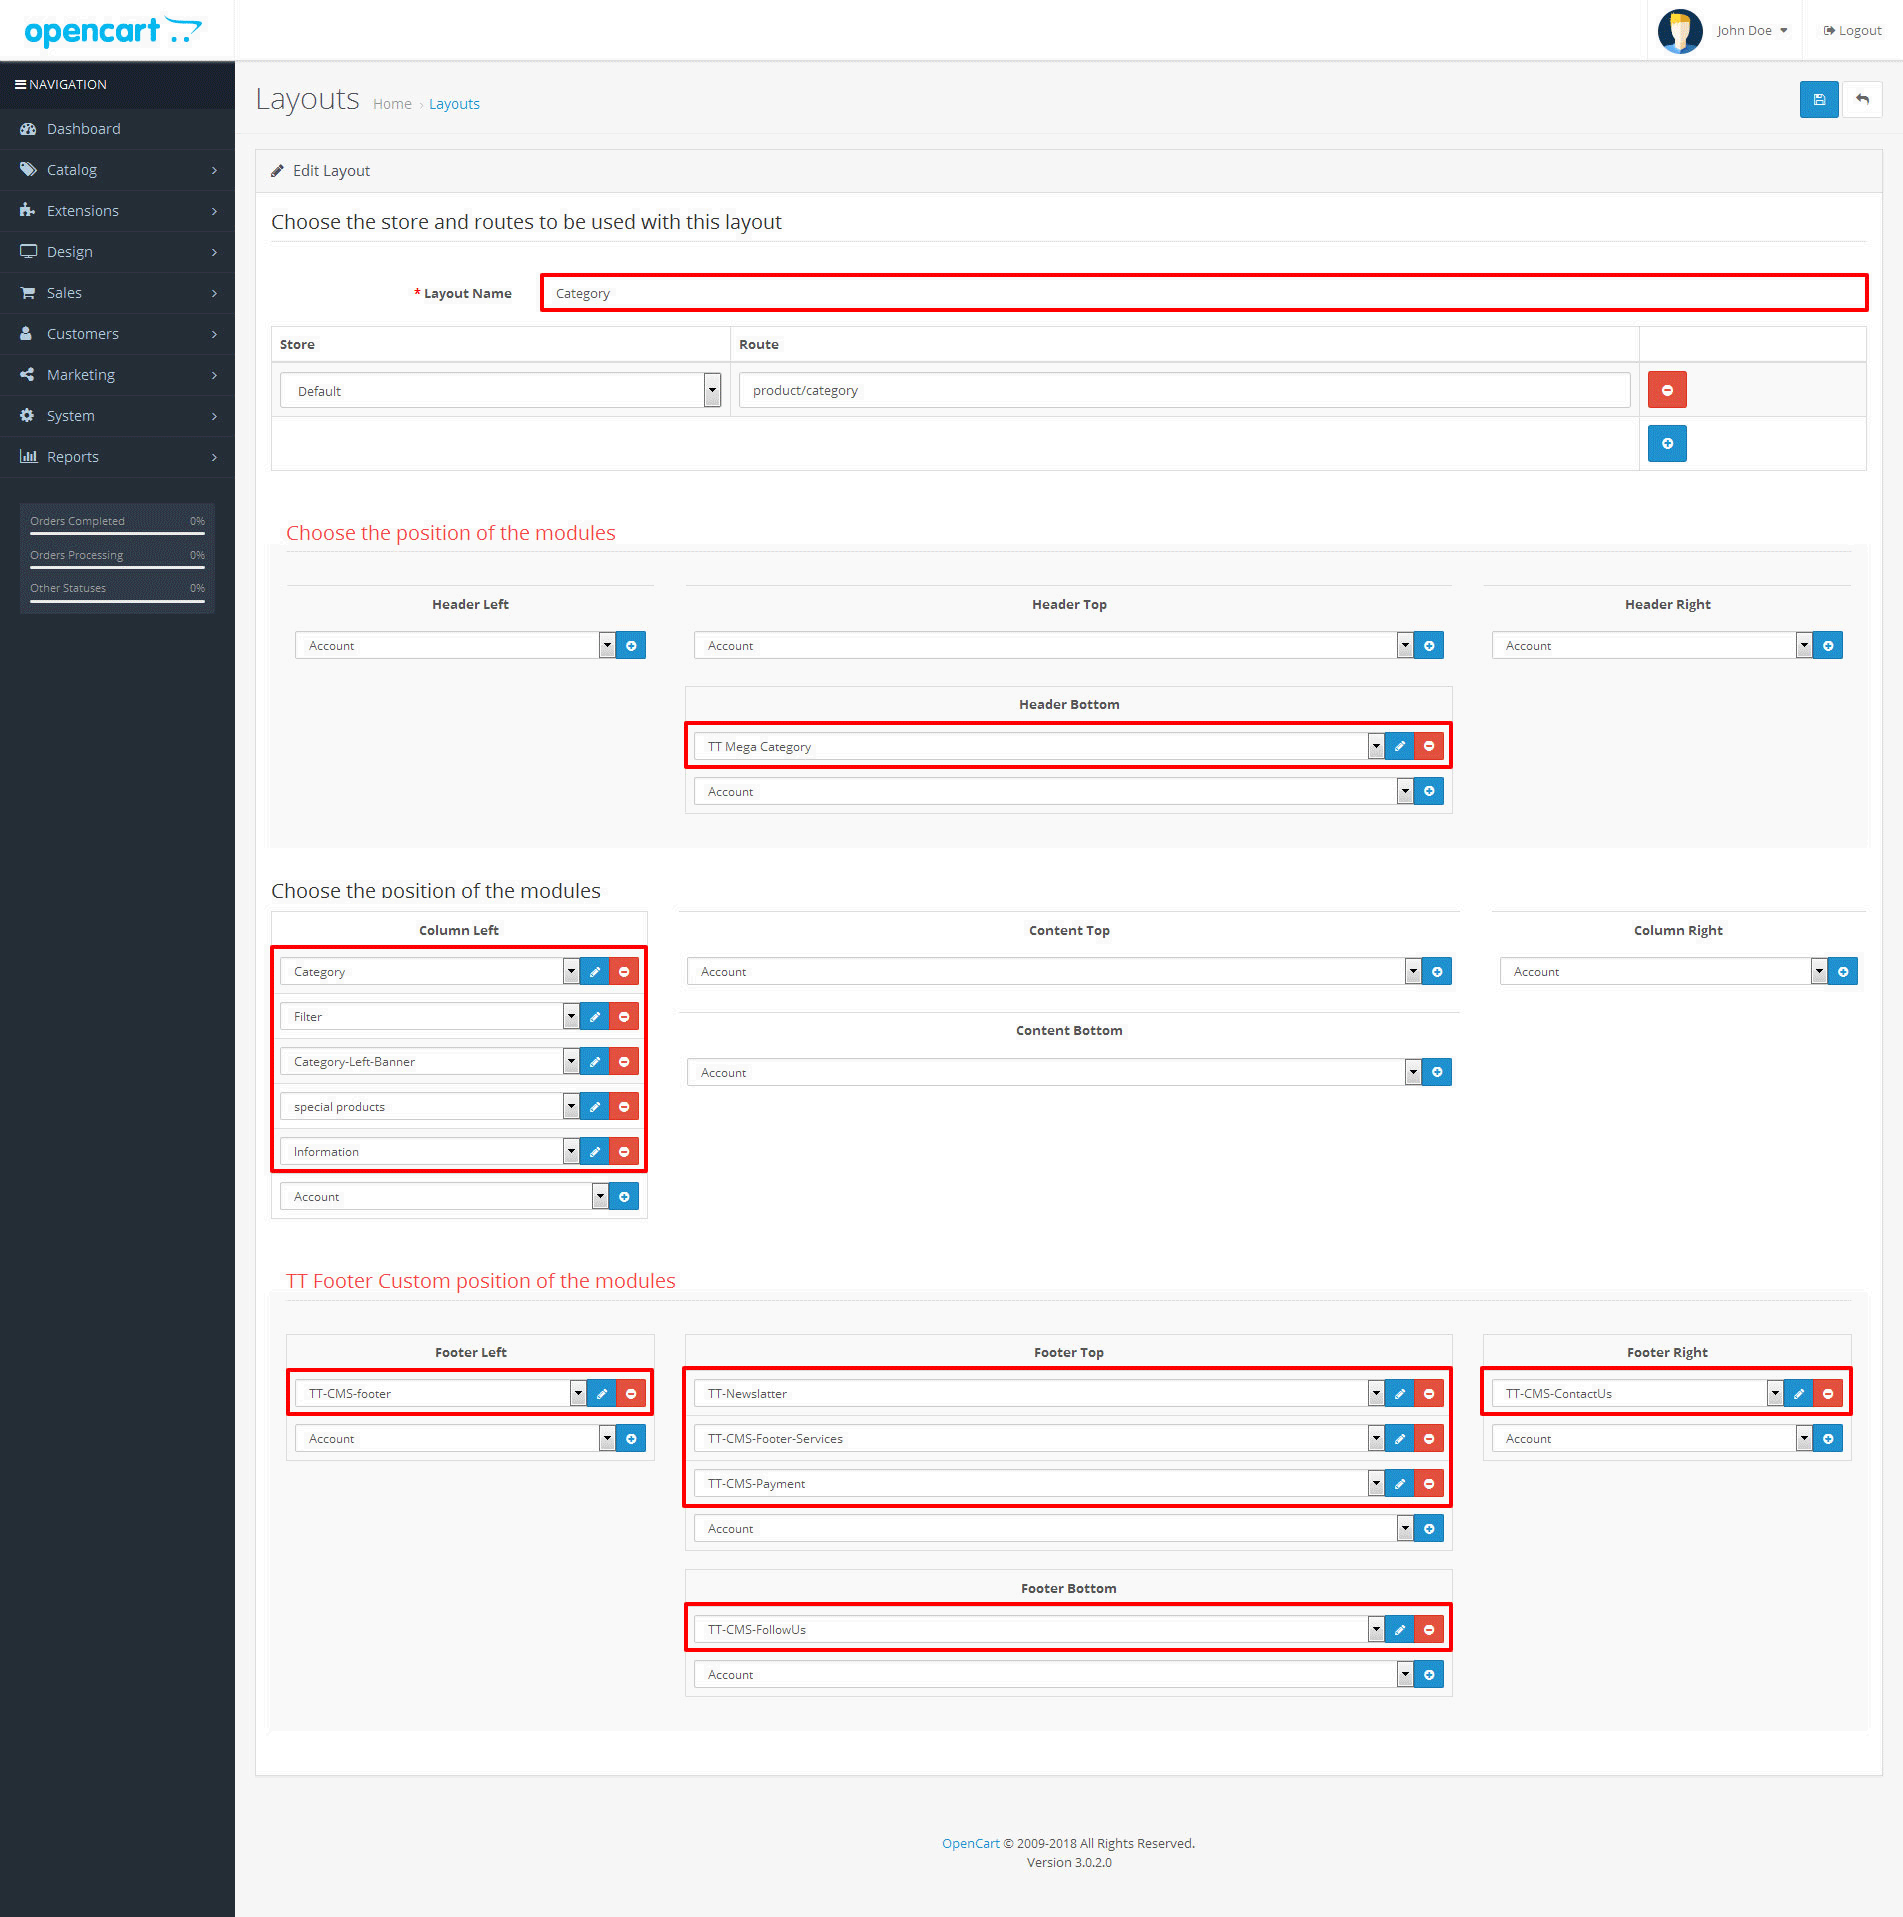 opencart
John Doe
Logout
NAVIGATION
Dashboard
Catalog
Extensions
Design
Sales
Customers
Marketing
System
Reports
Orders Completed 0%
Orders Processing 0%
Other Statuses 0%
Layouts Home › Layouts
Edit Layout
Choose the store and routes to be used with this layout
* Layout Name Category
Store Route
Default product/category
Choose the position of the modules
Header Left Header Top Header Right
Account Account Account
Header Bottom
TT Mega Category
Account
Choose the position of the modules
Column Left Content Top Column Right
Category Account Account
Filter
Content Bottom
Category-Left-Banner Account
special products
Information
Account
TT Footer Custom position of the modules
Footer Left Footer Top Footer Right
TT-CMS-footer TT-Newslatter TT-CMS-ContactUs
Account TT-CMS-Footer-Services Account
TT-CMS-Payment
Account
Footer Bottom
TT-CMS-FollowUs
Account
OpenCart © 2009-2018 All Rights Reserved.
Version 3.0.2.0